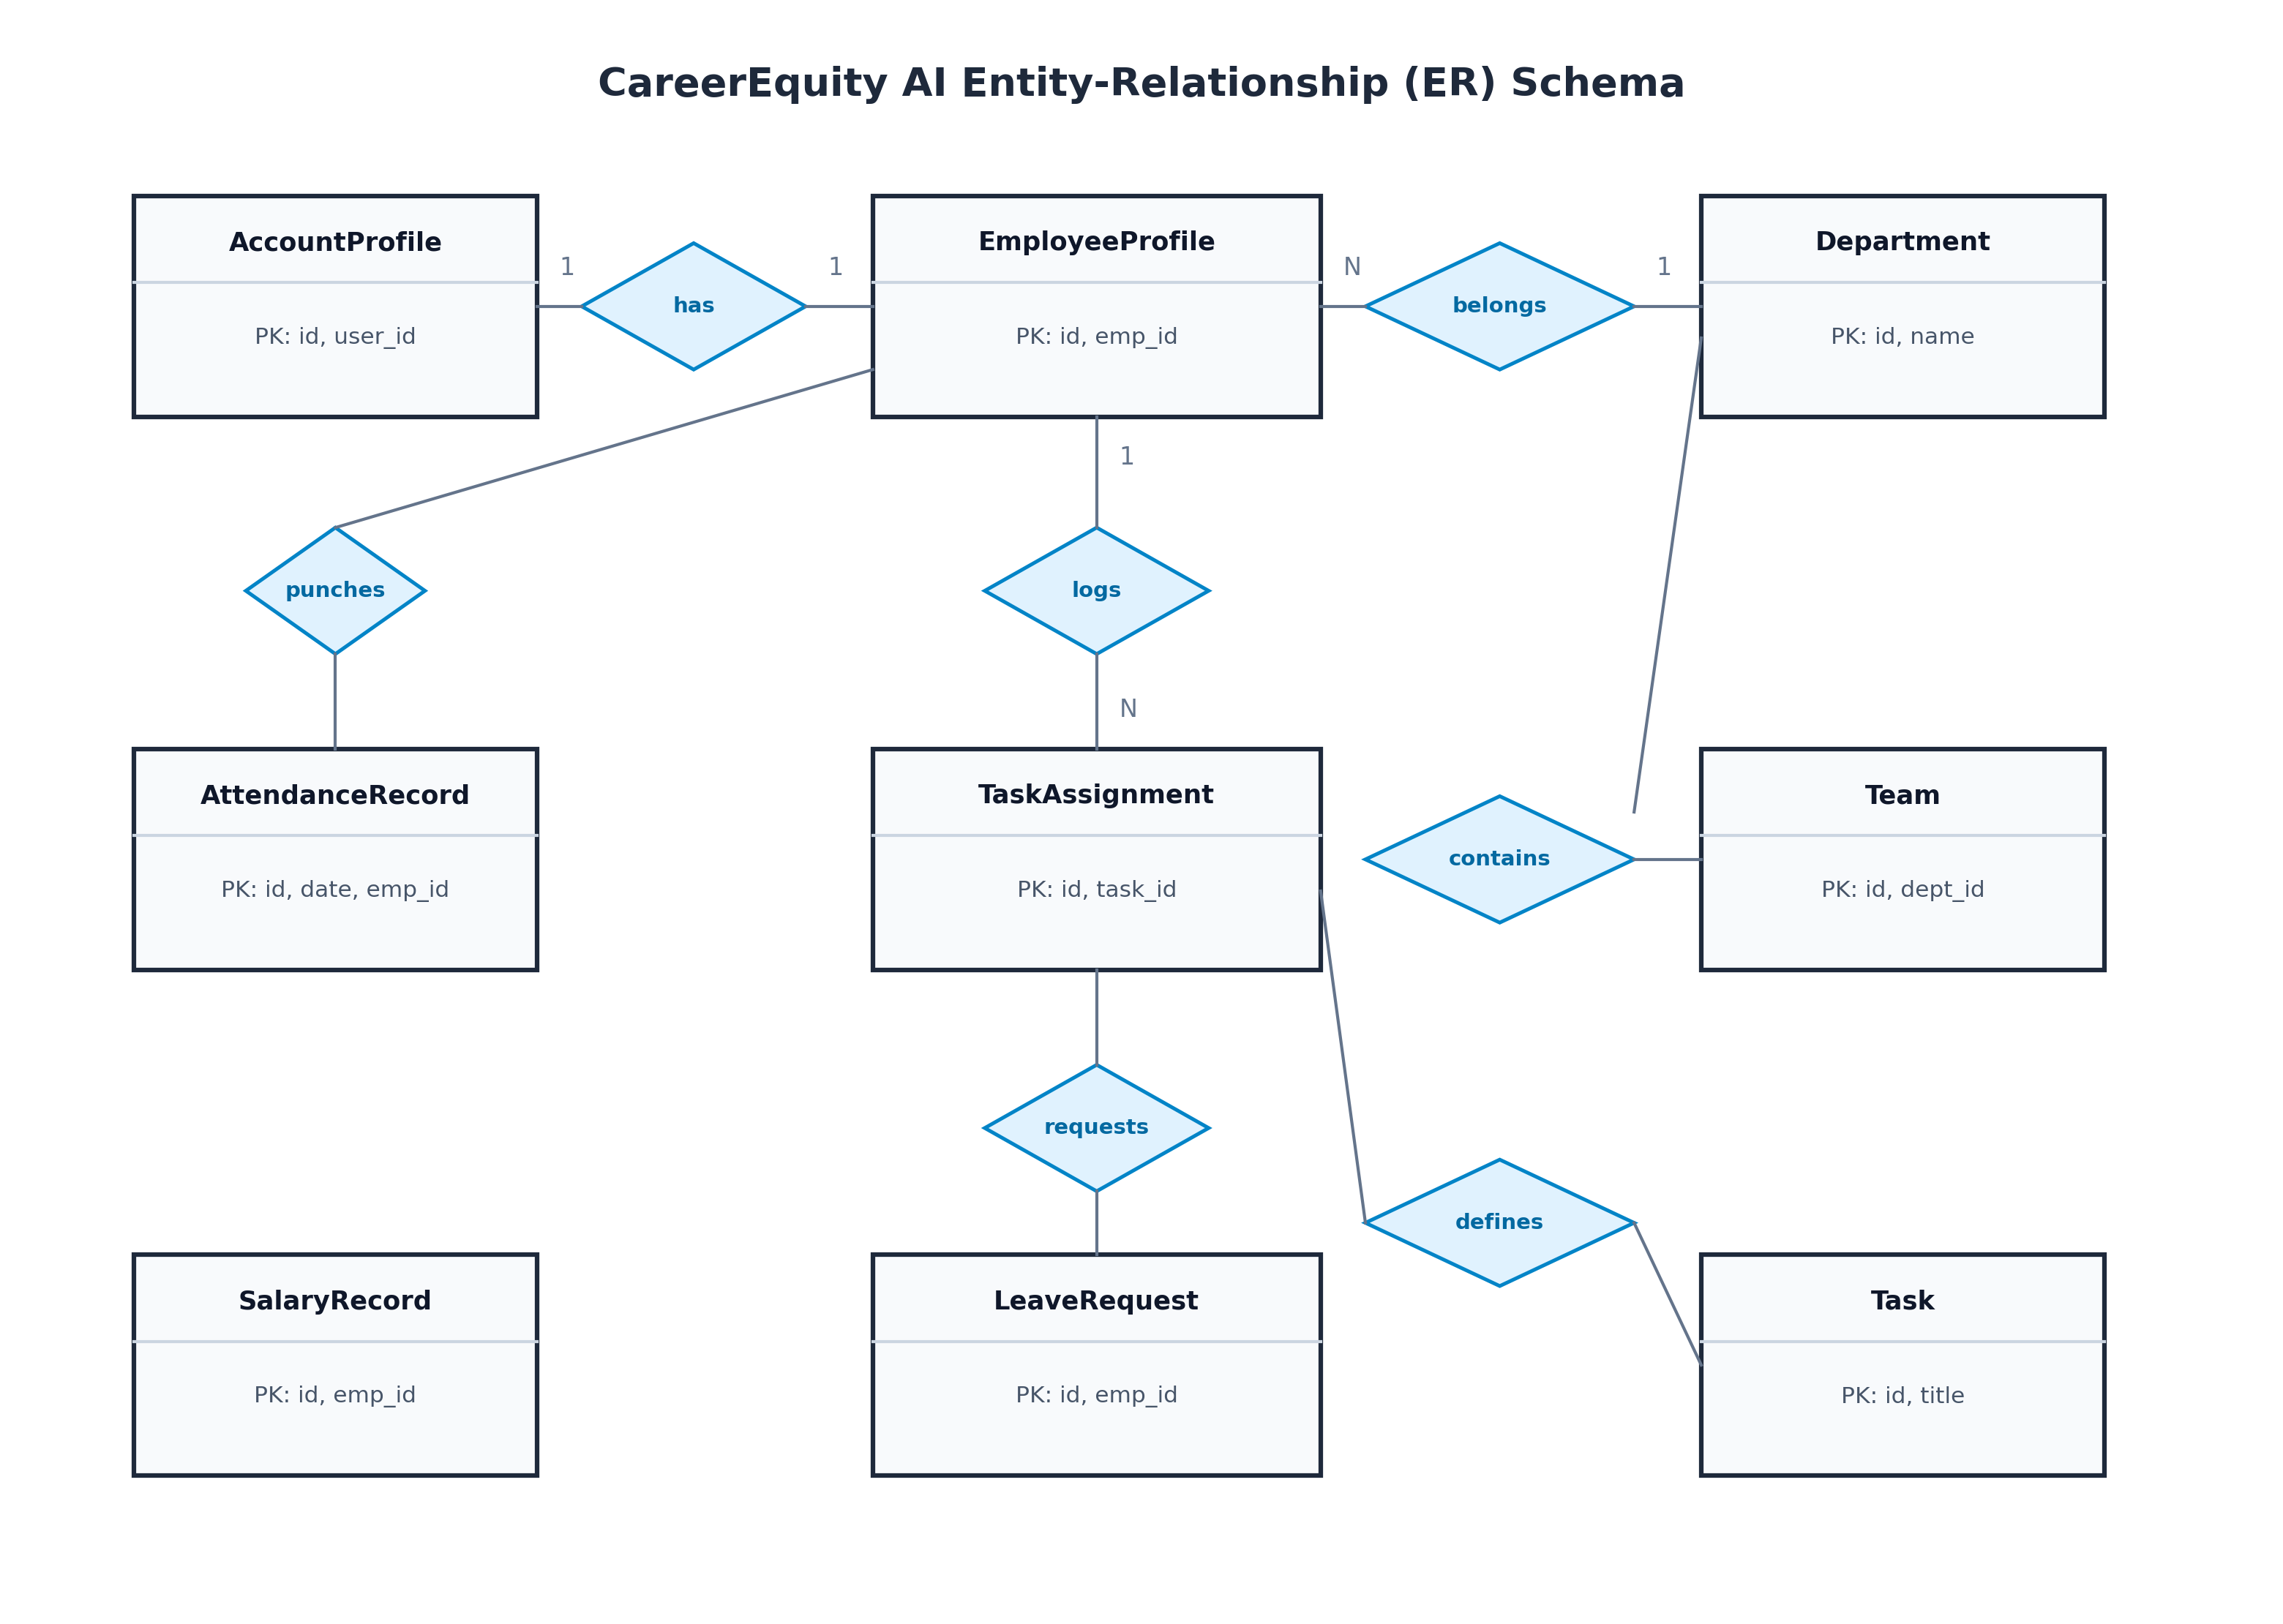 CareerEquity AI Entity-Relationship (ER) Schema
AccountProfile
PK: id, user_id
1
has
1
EmployeeProfile
PK: id, emp_id
N
belongs
1
Department
PK: id, name
1
punches
logs
N
AttendanceRecord
PK: id, date, emp_id
TaskAssignment
PK: id, task_id
contains
Team
PK: id, dept_id
requests
defines
SalaryRecord
PK: id, emp_id
LeaveRequest
PK: id, emp_id
Task
PK: id, title